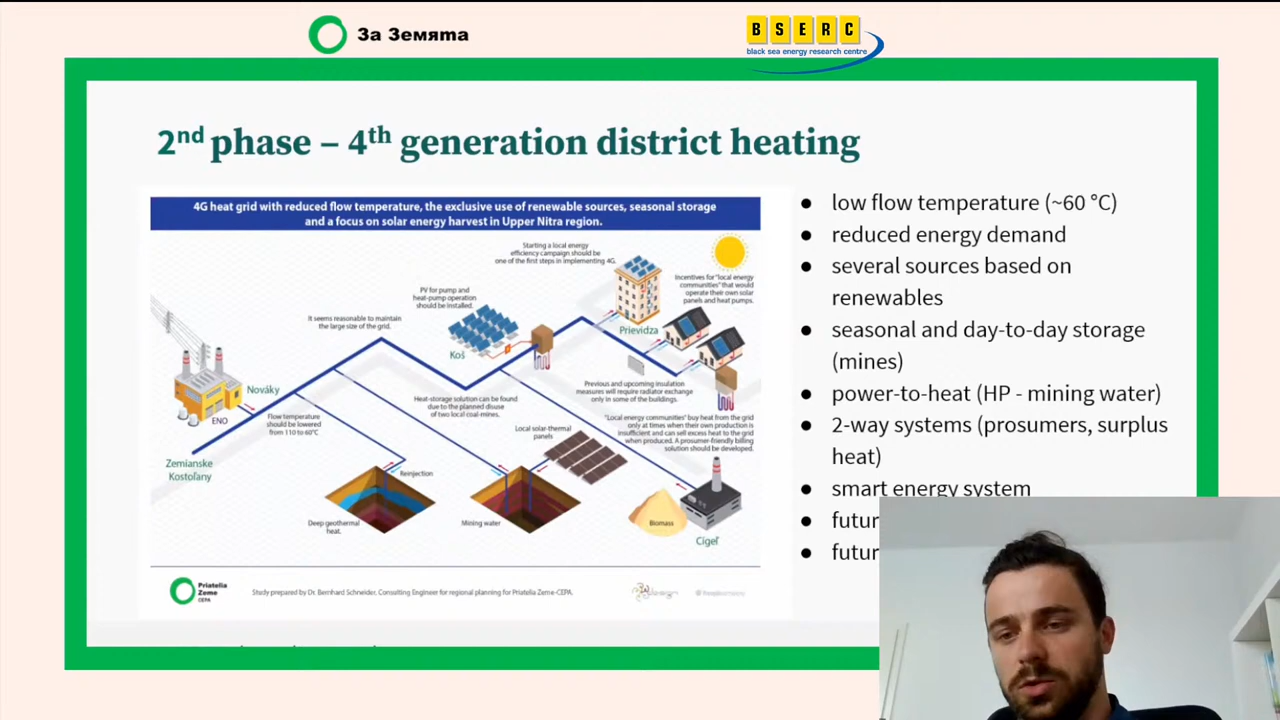 За Земята
BSERC
black sea energy research centre
2nd phase – 4th generation district heating
4G heat grid with reduced flow temperature, the exclusive use of renewable sources, seasonal storage
and a focus on solar energy harvest in Upper Nitra region.
Starting a local energy
efficiency campaign should be
one of the first steps in implementing 4G.
Incentives for "local energy
communities" that would
operate their own solar
panels and heat pumps.
PV for pump and
heat-pump operation
should be installed.
It seems reasonable to maintain
the large size of the grid.
Prievidza
Koš
Nováky
ENO
Previous and upcoming insulation
measures will require radiator exchange
only in some of the buildings.
Heat-storage solution can be found
due to the planned disuse
of two local coal-mines.
Flow temperature
should be lowered
from 110 to 60°C
"Local energy communities" buy heat from the grid
only at times when their own production is
insufficient and can sell excess heat to the grid
when produced. A prosumer-friendly billing
solution should be developed.
Local solar-thermal
panels
Zemianske
Kostoľany
Reinjection
Deep geothermal
heat.
Mining water
Biomass
Cígeľ
Priatelia
Zeme
CEPA
Study prepared by Dr. Bernhard Schneider, Consulting Engineer for regional planning for Priatelia Zeme-CEPA.
● low flow temperature (~60 °C)
● reduced energy demand
● several sources based on
renewables
● seasonal and day-to-day storage
(mines)
● power-to-heat (HP - mining water)
● 2-way systems (prosumers, surplus
heat)
● smart energy system
● futur
● futur